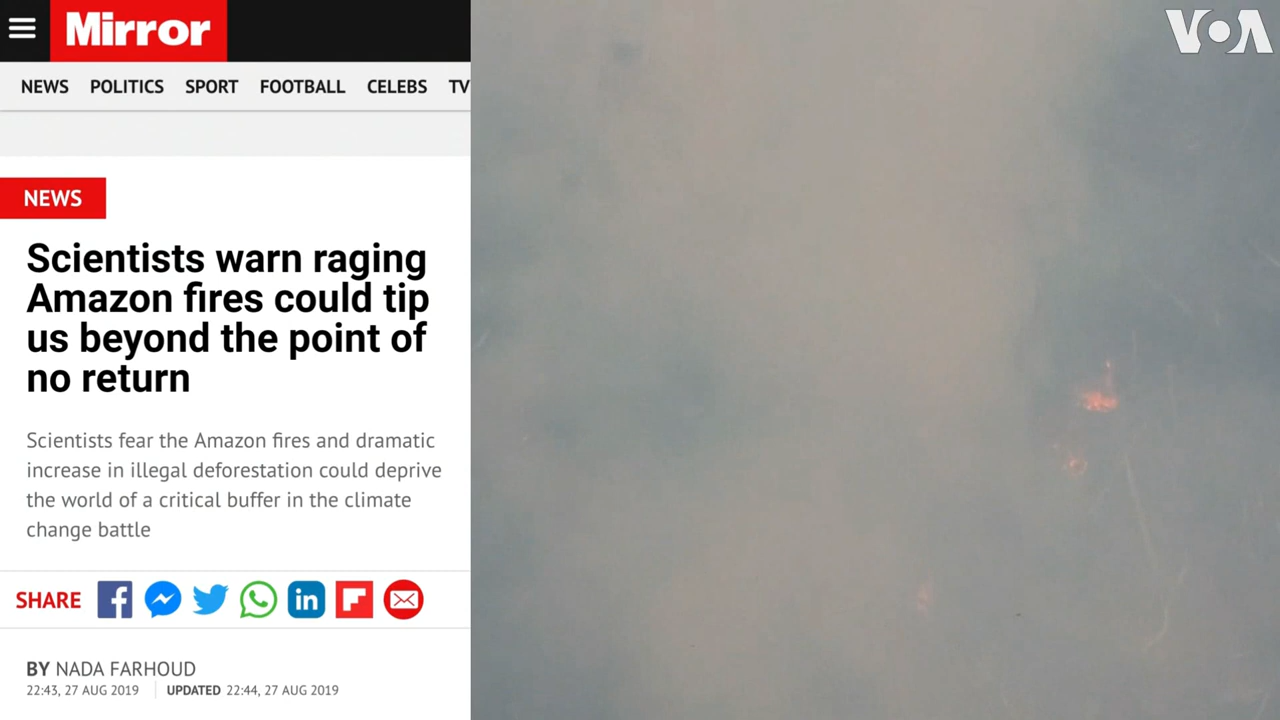 Mirror
NEWS POLITICS SPORT FOOTBALL CELEBS TV
NEWS
Scientists warn raging
Amazon fires could tip
us beyond the point of
no return
Scientists fear the Amazon fires and dramatic
increase in illegal deforestation could deprive
the world of a critical buffer in the climate
change battle
SHARE
BY NADA FARHOUD
22:43, 27 AUG 2019 UPDATED 22:44, 27 AUG 2019
VOA